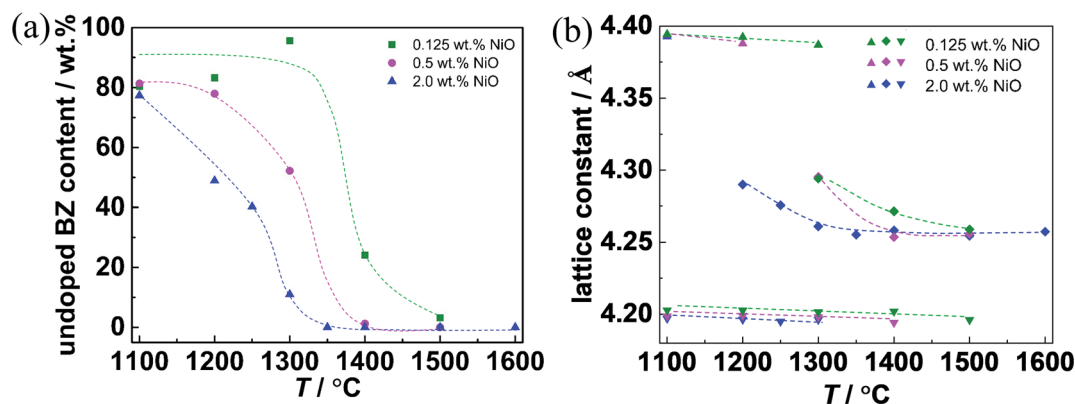 (a)
undoped BZ content / wt.%
100
80
60
40
20
0
0.125 wt.% NiO
0.5 wt.% NiO
2.0 wt.% NiO
1100 1200 1300 1400 1500 1600
T / °C
(b)
lattice constant / Å
4.40
4.35
4.30
4.25
4.20
0.125 wt.% NiO
0.5 wt.% NiO
2.0 wt.% NiO
1100 1200 1300 1400 1500 1600
T / °C